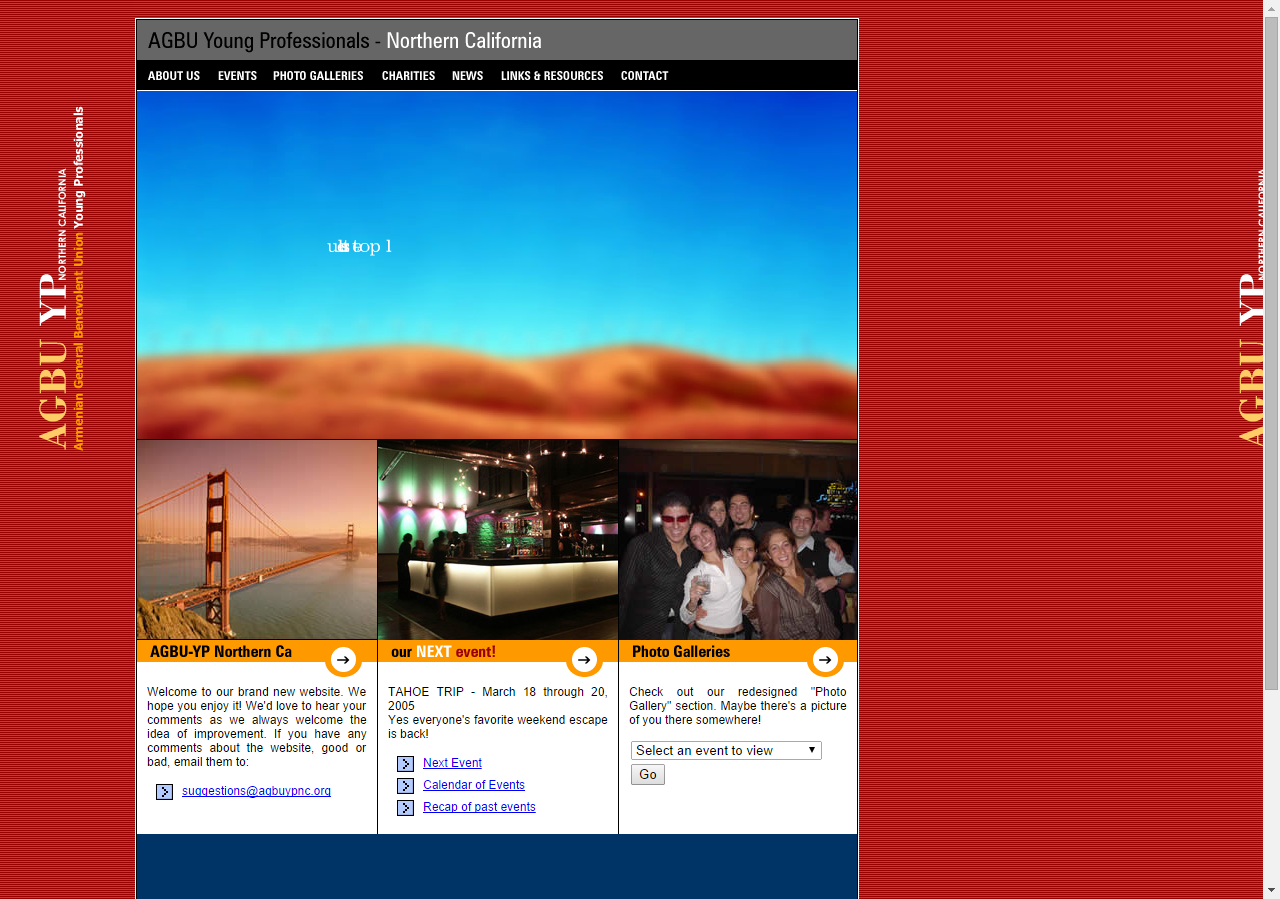 AGBU Young Professionals - Northern California
ABOUT US EVENTS PHOTO GALLERIES CHARITIES NEWS LINKS & RESOURCES CONTACT
AGBU YP NORTHERN CALIFORNIA
Armenian General Benevolent Union Young Professionals
AGBU YP
NORTHERN CALIFORNIA
AGBU-YP Northern Ca
Welcome to our brand new website. We
hope you enjoy it! We'd love to hear your
comments as we always welcome the
idea of improvement. If you have any
comments about the website, good or
bad, email them to:
suggestions@agbuypnc.org
our NEXT event!
TAHOE TRIP - March 18 through 20,
2005
Yes everyone's favorite weekend escape
is back!
Next Event
Calendar of Events
Recap of past events
Photo Galleries
Check out our redesigned "Photo
Gallery" section. Maybe there's a picture
of you there somewhere!
Select an event to view
Go